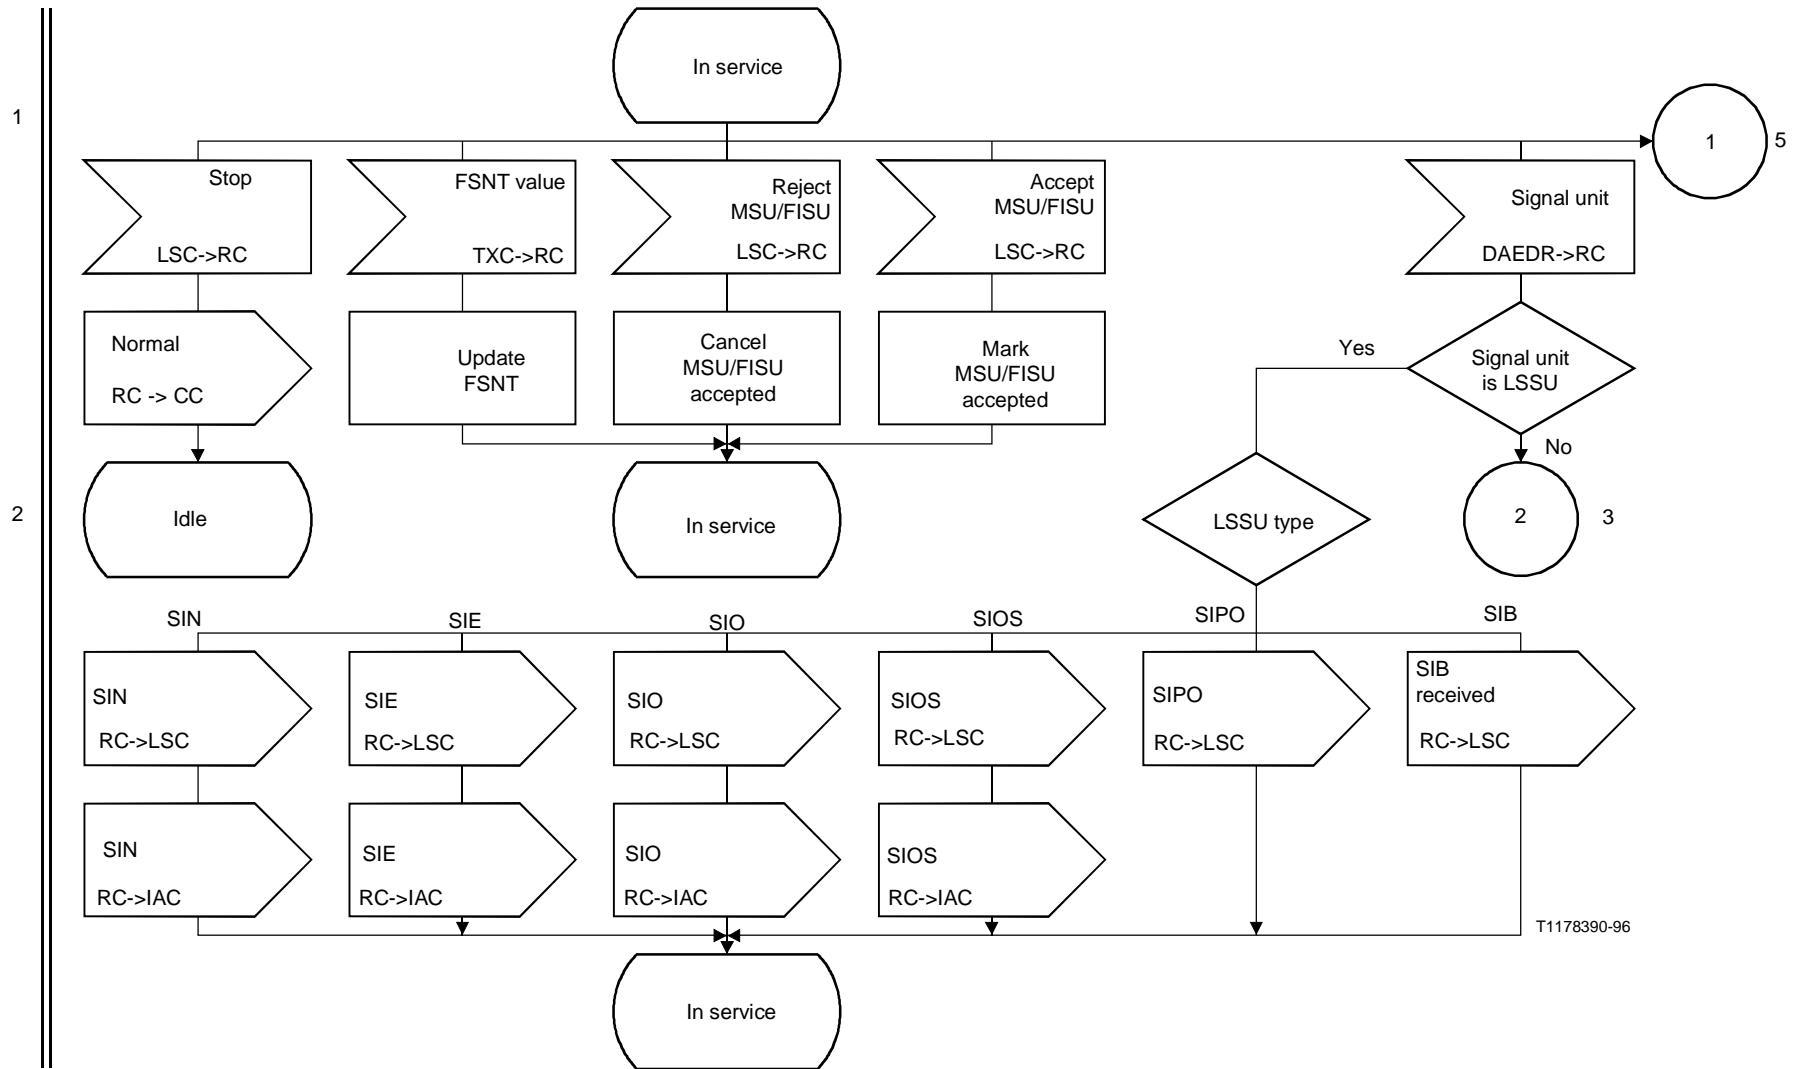 In service
1
1
5
Stop
LSC->RC
FSNT value
TXC->RC
Reject
MSU/FISU
LSC->RC
Accept
MSU/FISU
LSC->RC
Signal unit
DAEDR->RC
Normal
RC -> CC
Update
FSNT
Cancel
MSU/FISU
accepted
Mark
MSU/FISU
accepted
Yes
Signal unit
is LSSU
No
2
Idle
In service
LSSU type
2
3
SIN
SIE
SIO
SIOS
SIPO
SIB
SIN
RC->LSC
SIE
RC->LSC
SIO
RC->LSC
SIOS
RC->LSC
SIPO
RC->LSC
SIB
received
RC->LSC
SIN
RC->IAC
SIE
RC->IAC
SIO
RC->IAC
SIOS
RC->IAC
T1178390-96
In service